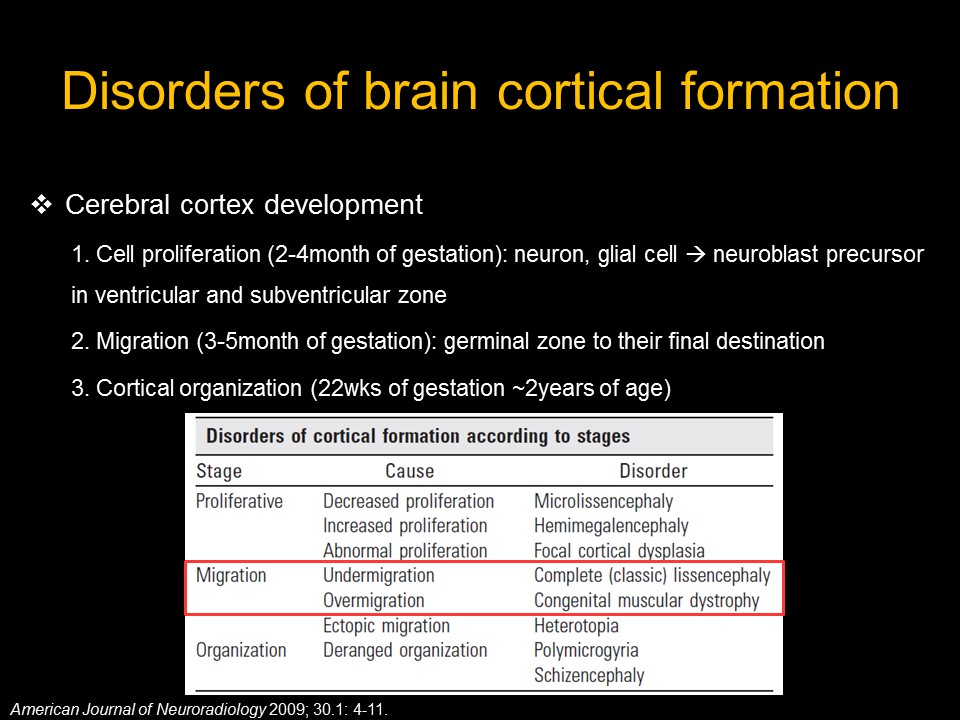 Disorders of brain cortical formation
❖ Cerebral cortex development
1. Cell proliferation (2-4month of gestation): neuron, glial cell → neuroblast precursor
in ventricular and subventricular zone
2. Migration (3-5month of gestation): germinal zone to their final destination
3. Cortical organization (22wks of gestation ~2years of age)
Disorders of cortical formation according to stages
Stage Cause Disorder
Proliferative Decreased proliferation Microlissencephaly
Increased proliferation Hemimegalencephaly
Abnormal proliferation Focal cortical dysplasia
Migration Undermigration Complete (classic) lissencephaly
Overmigration Congenital muscular dystrophy
Ectopic migration Heterotopia
Organization Deranged organization Polymicrogyria
Schizencephaly
American Journal of Neuroradiology 2009; 30.1: 4-11.